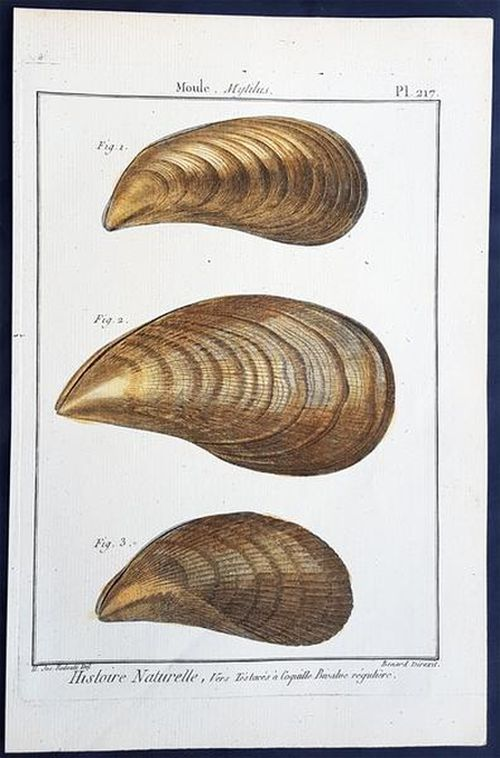 Moule. Mytilus. Pl. 217.
Fig. 1.
Fig. 2.
Fig. 3.
Benard Direxit.
Histoire Naturelle, Vers Testacés à Coquille Bivalve régulière.